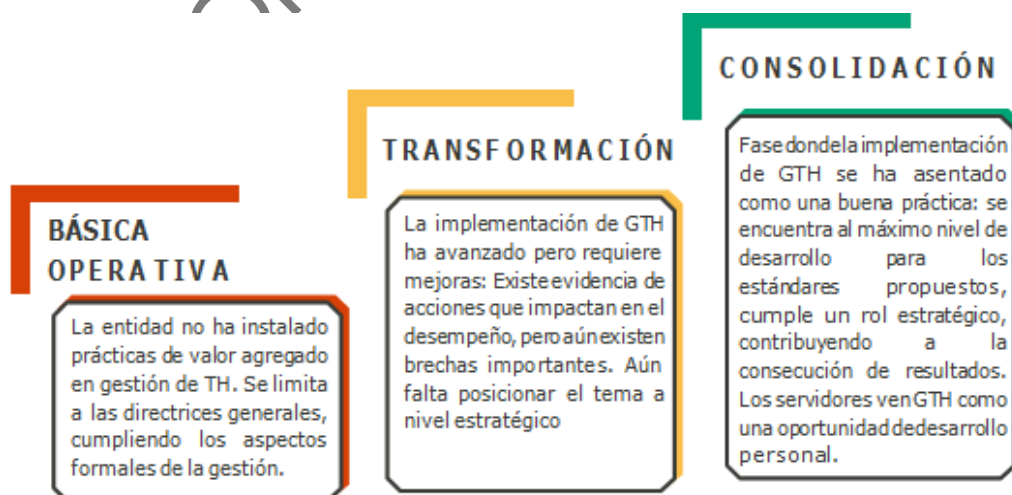 BÁSICA
OPERATIVA
La entidad no ha instalado
prácticas de valor agregado
en gestión de TH. Se limita
a las directrices generales,
cumpliendo los aspectos
formales de la gestión.
TRANSFORMACIÓN
La implementación de GTH
ha avanzado pero requiere
mejoras: Existe evidencia de
acciones que impactan en el
desempeño, pero aún existen
brechas importantes. Aún
falta posicionar el tema a
nivel estratégico
CONSOLIDACIÓN
Fase donde la implementación
de GTH se ha asentado
como una buena práctica: se
encuentra al máximo nivel de
desarrollo para los
estándares propuestos,
cumple un rol estratégico,
contribuyendo a la
consecución de resultados.
Los servidores ven GTH como
una oportunidad de desarrollo
personal.